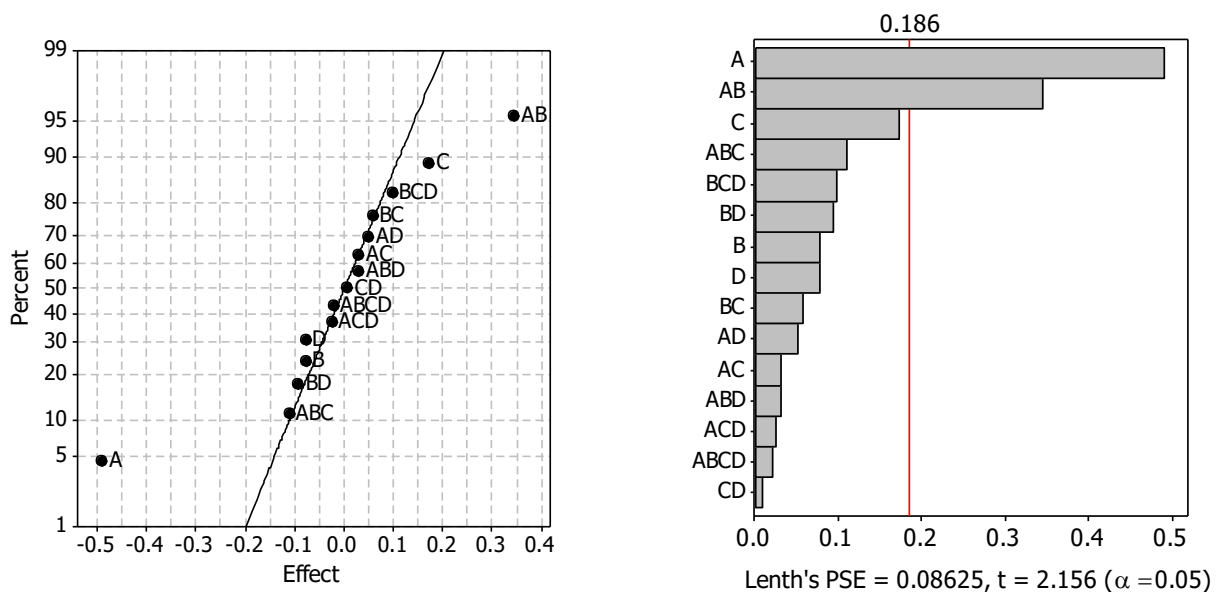 99
95
90
80
70
60
50
40
30
20
10
5
1
Percent
AB
C
BCD
BC
AD
AC
ABD
CD
ABCD
ACD
D
B
BD
ABC
A
-0.5 -0.4 -0.3 -0.2 -0.1 0.0 0.1 0.2 0.3 0.4
Effect
0.186
A
AB
C
ABC
BCD
BD
B
D
BC
AD
AC
ABD
ACD
ABCD
CD
0.0 0.1 0.2 0.3 0.4 0.5
Lenth's PSE = 0.08625, t = 2.156 (α =0.05)